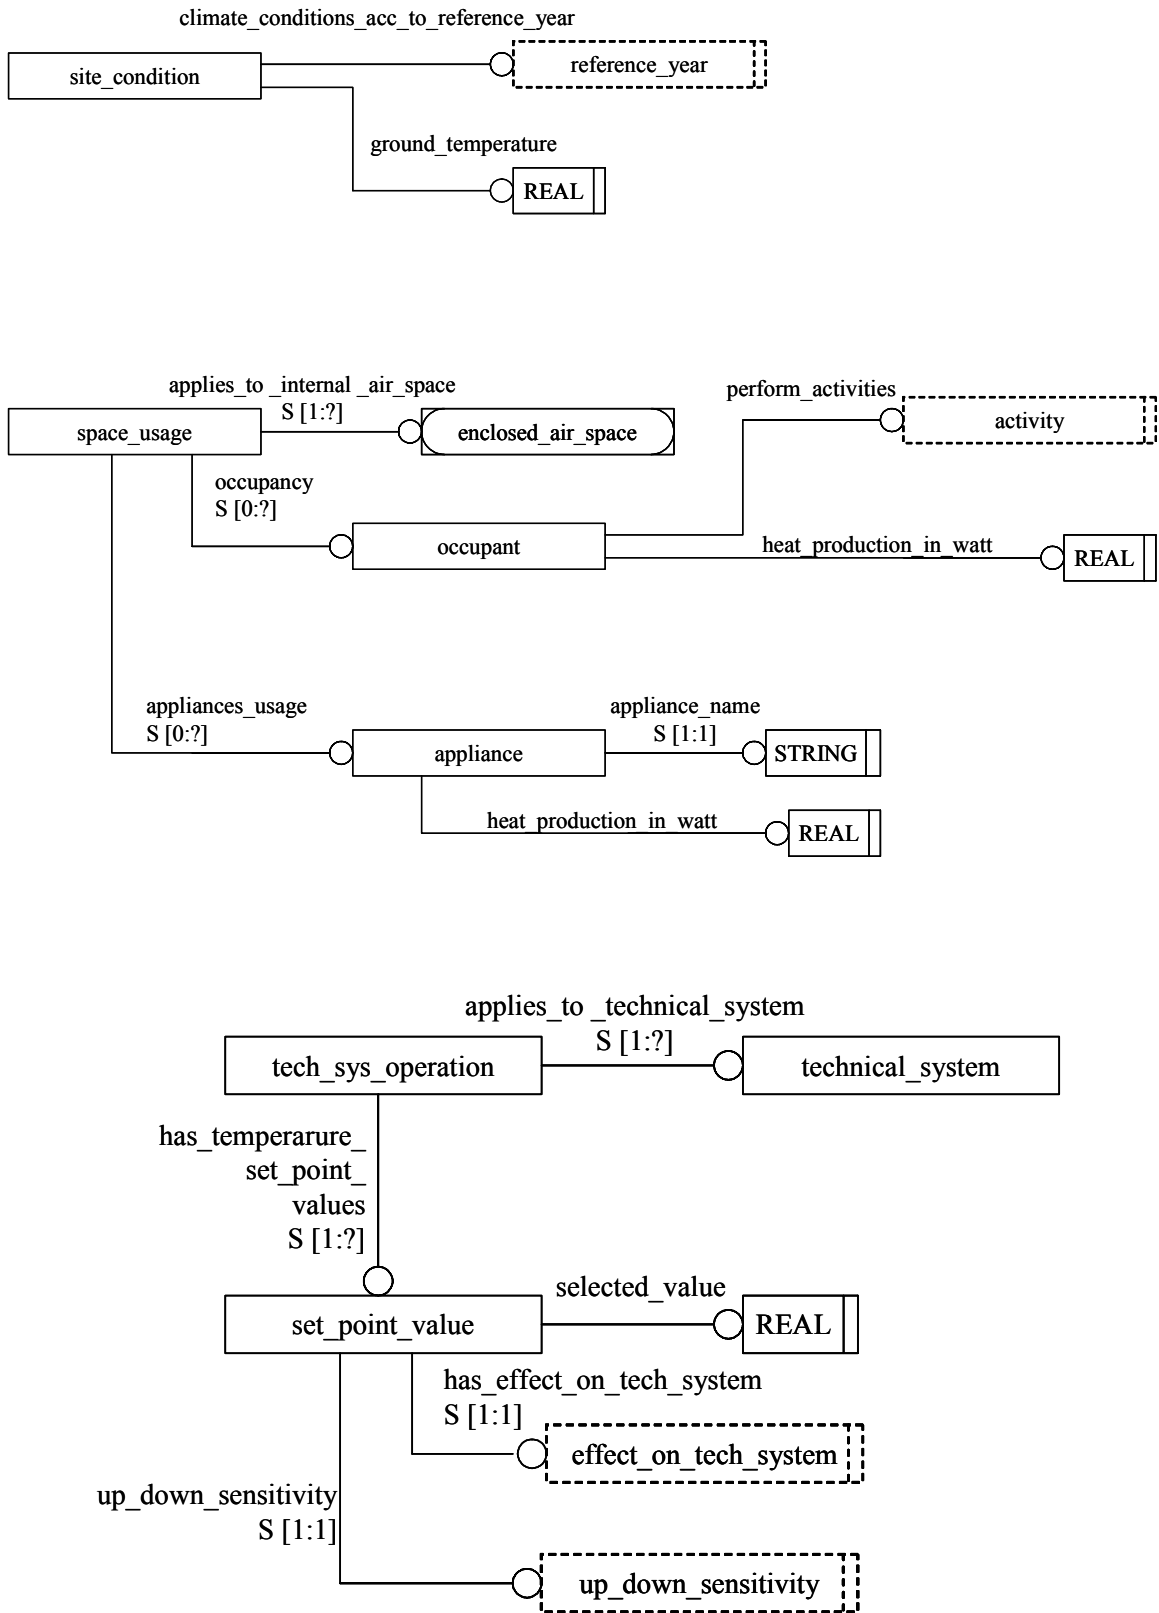 climate_conditions_acc_to_reference_year
site_condition
reference_year
ground_temperature
REAL
applies_to _internal _air_space
S [1:?]
space_usage
enclosed_air_space
perform_activities
activity
occupancy
S [0:?]
occupant
heat_production_in_watt
REAL
appliances_usage
S [0:?]
appliance
appliance_name
S [1:1]
STRING
heat_production_in_watt
REAL
applies_to _technical_system
S [1:?]
tech_sys_operation
technical_system
has_temperarure_
set_point_
values
S [1:?]
set_point_value
selected_value
REAL
has_effect_on_tech_system
S [1:1]
effect_on_tech_system
up_down_sensitivity
S [1:1]
up_down_sensitivity